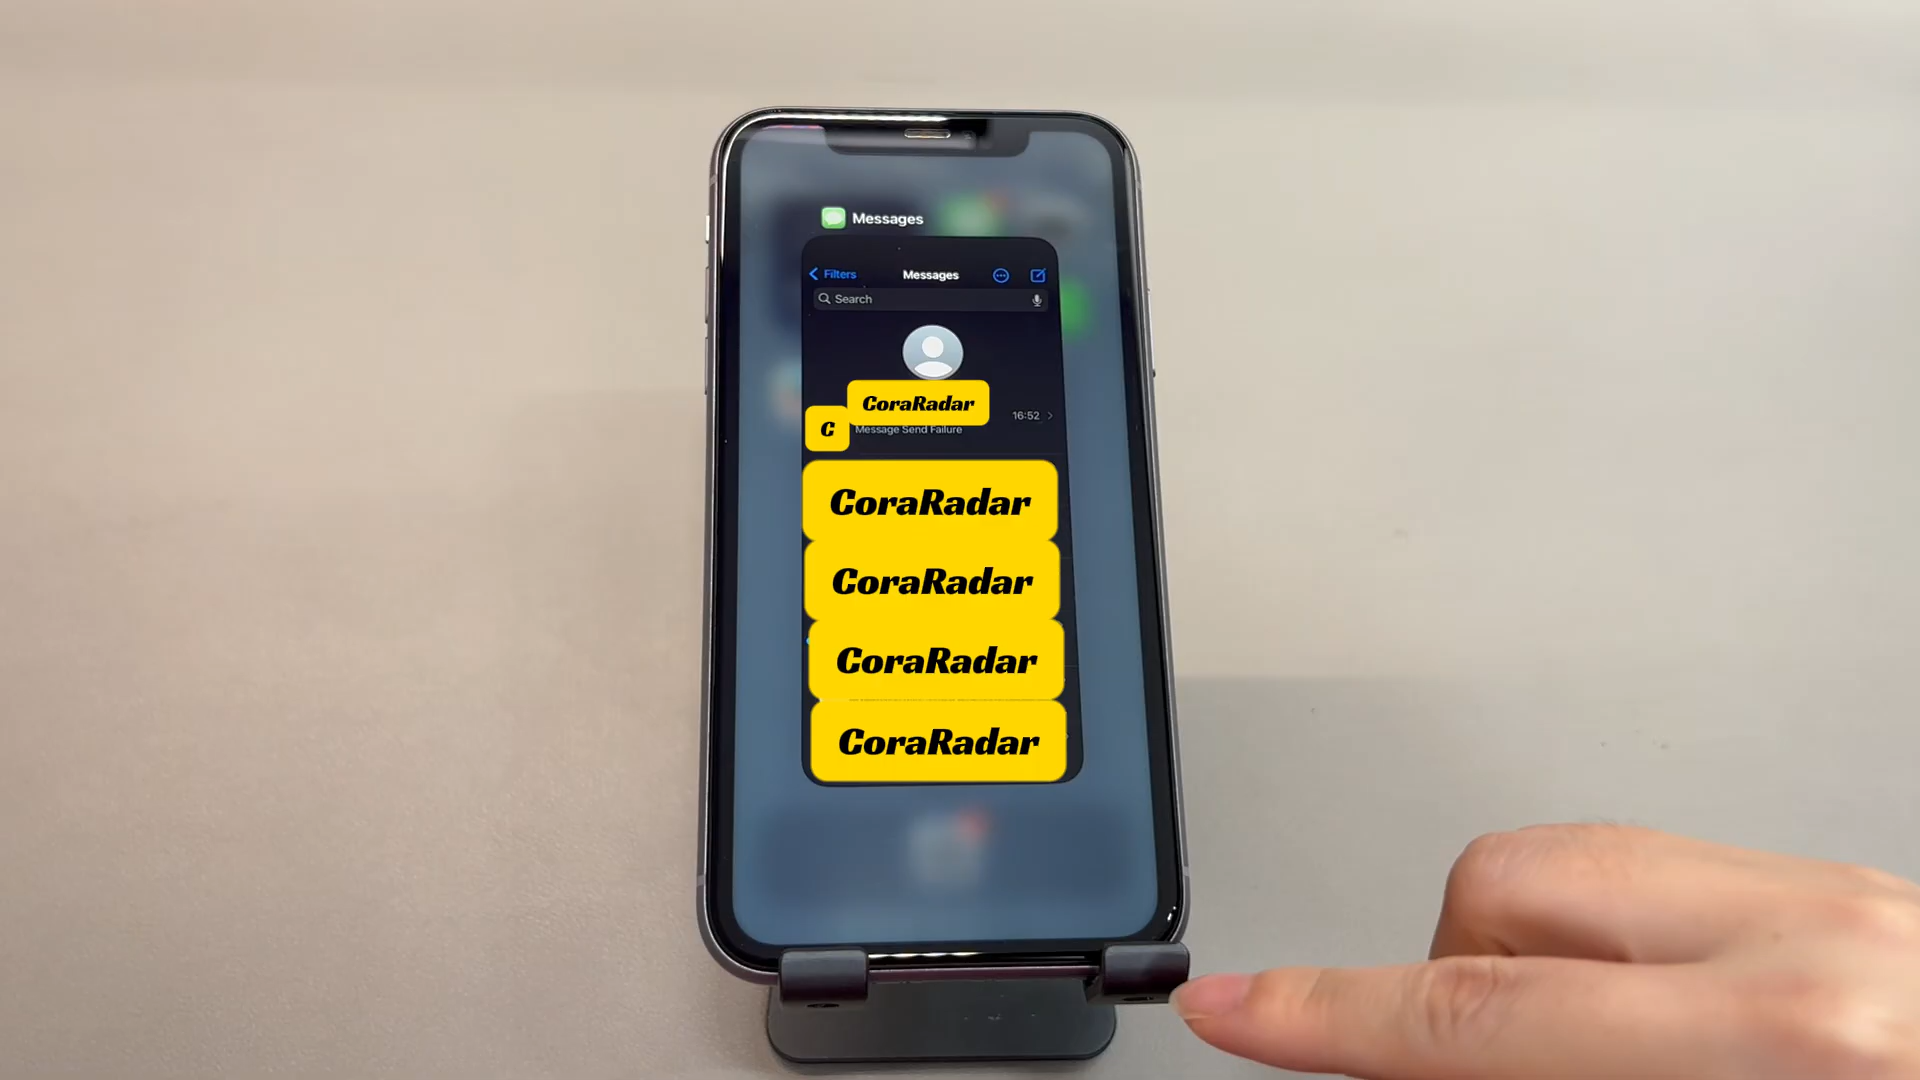 Messages
Filters
Messages
Search
CoraRadar
16:52
C
Message Send Failure
CoraRadar
CoraRadar
CoraRadar
CoraRadar